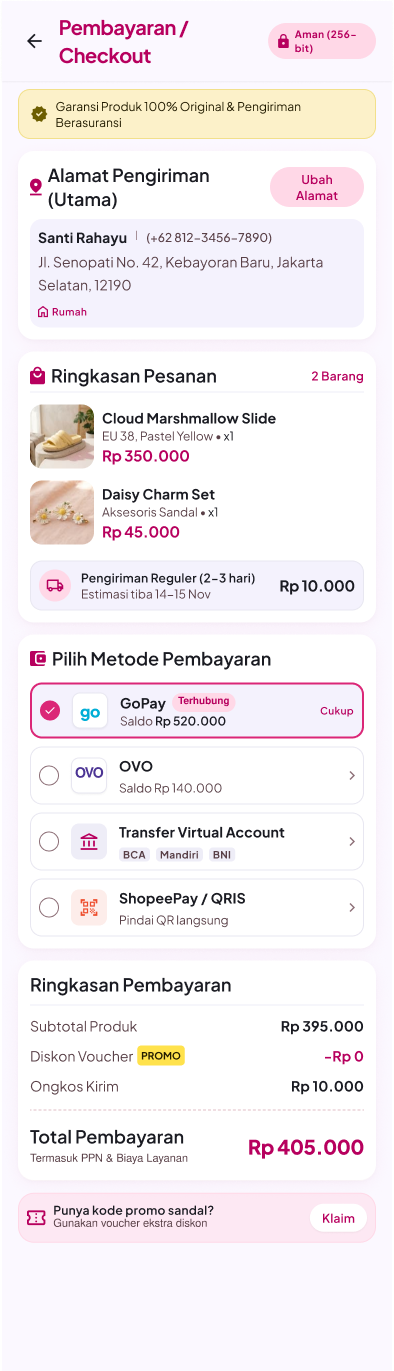 Pembayaran /
Checkout
Aman (256-
bit)
Garansi Produk 100% Original & Pengiriman
Berasuransi
Alamat Pengiriman
(Utama)
Ubah
Alamat
Santi Rahayu | (+62 812-3456-7890)
Jl. Senopati No. 42, Kebayoran Baru, Jakarta
Selatan, 12190
Rumah
Ringkasan Pesanan
2 Barang
Cloud Marshmallow Slide
EU 38, Pastel Yellow • x1
Rp 350.000
Daisy Charm Set
Aksesoris Sandal • x1
Rp 45.000
Pengiriman Reguler (2-3 hari)
Estimasi tiba 14-15 Nov
Rp 10.000
Pilih Metode Pembayaran
go
GoPay Terhubung
Saldo Rp 520.000
Cukup
OVO
OVO
Saldo Rp 140.000
Transfer Virtual Account
BCA Mandiri BNI
ShopeePay / QRIS
Pindai QR langsung
Ringkasan Pembayaran
Subtotal Produk Rp 395.000
Diskon Voucher PROMO -Rp 0
Ongkos Kirim Rp 10.000
Total Pembayaran
Termasuk PPN & Biaya Layanan
Rp 405.000
Punya kode promo sandal?
Gunakan voucher ekstra diskon
Klaim